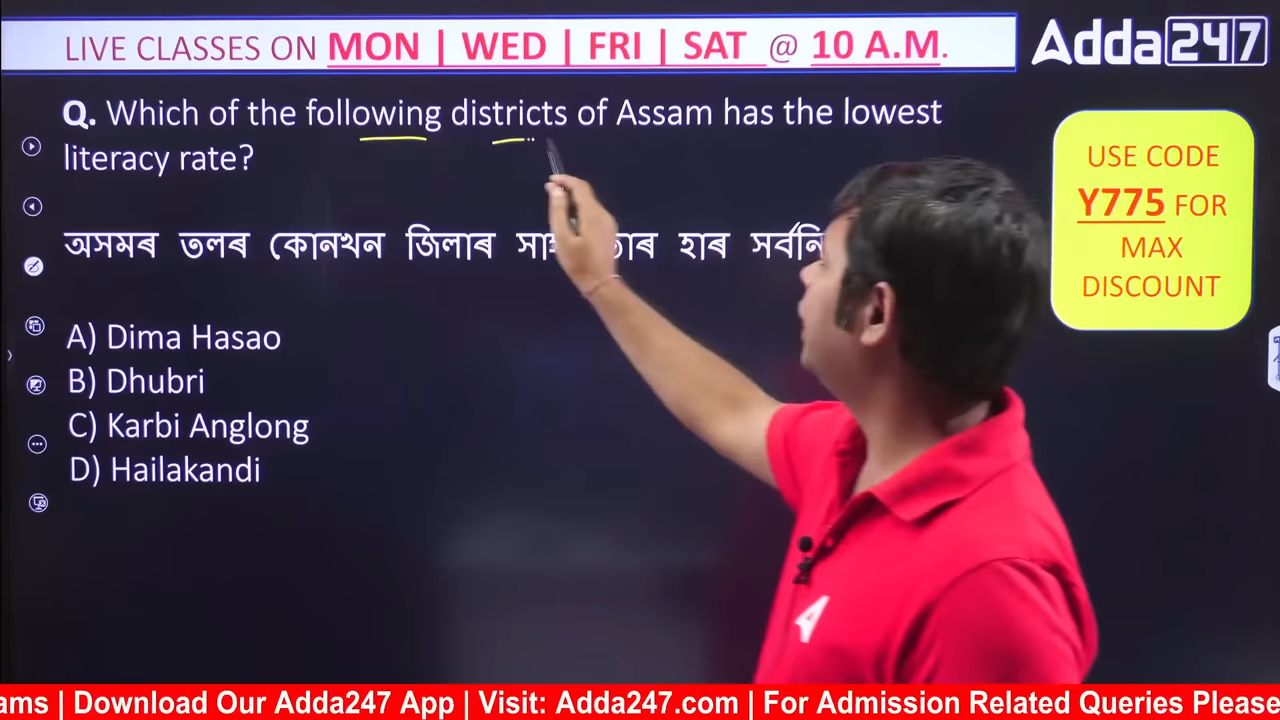 LIVE CLASSES ON MON | WED | FRI | SAT @ 10 A.M.
Adda247
Q. Which of the following districts of Assam has the lowest
literacy rate?
অসমৰ তলৰ কোনখন জিলাৰ হাৰ
A) Dima Hasao
B) Dhubri
C) Karbi Anglong
D) Hailakandi
USE CODE
Y775 FOR
MAX
DISCOUNT
ams | Download Our Adda247 App | Visit: Adda247.com | For Admission Related Queries Please